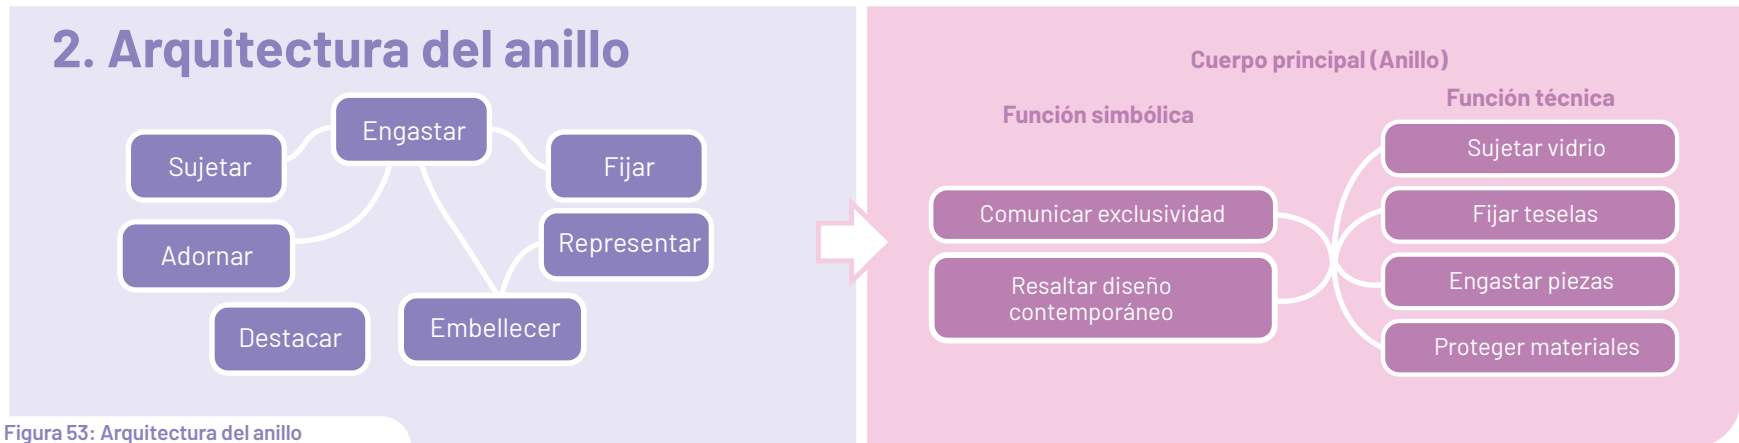 2. Arquitectura del anillo
Engastar
Sujetar
Fijar
Adornar
Representar
Destacar
Embellecer
Cuerpo principal (Anillo)
Función simbólica
Función técnica
Comunicar exclusividad
Resaltar diseño
contemporáneo
Sujetar vidrio
Fijar teselas
Engastar piezas
Proteger materiales
Figura 53: Arquitectura del anillo